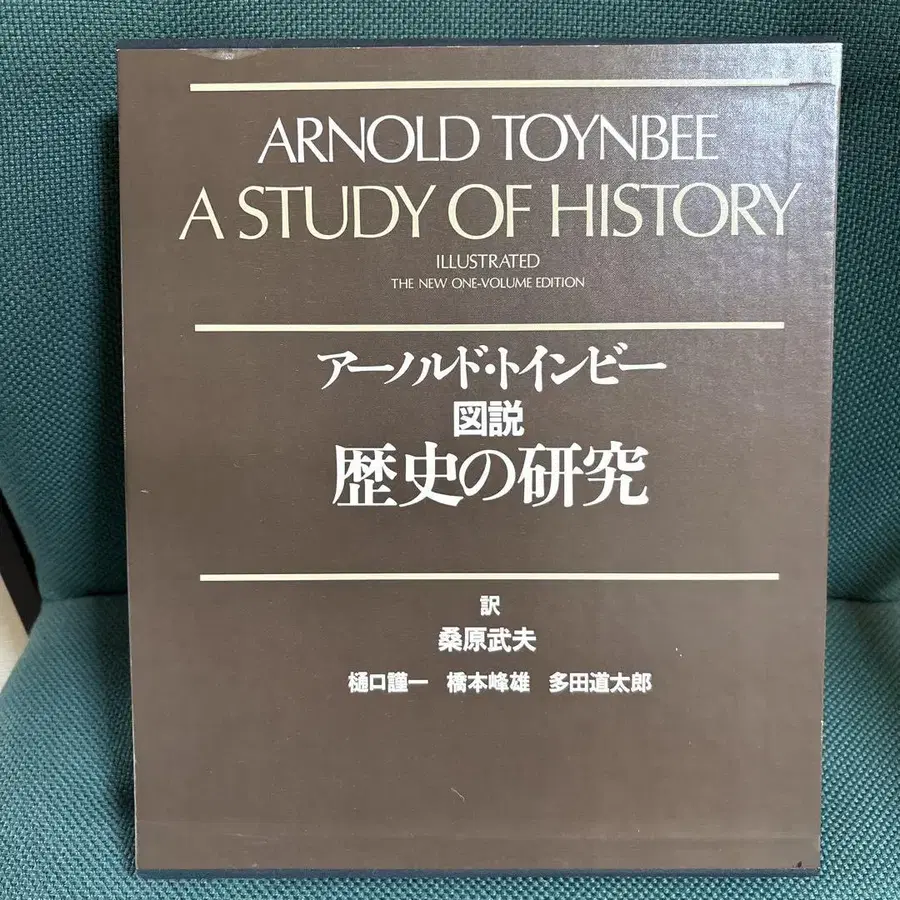 ARNOLD TOYNBEE
A STUDY OF HISTORY
ILLUSTRATED
THE NEW ONE-VOLUME EDITION
アーノルド・トインビー
図説
歴史の研究
訳
桑原武夫
樋口謹一 橋本峰雄 多田道太郎